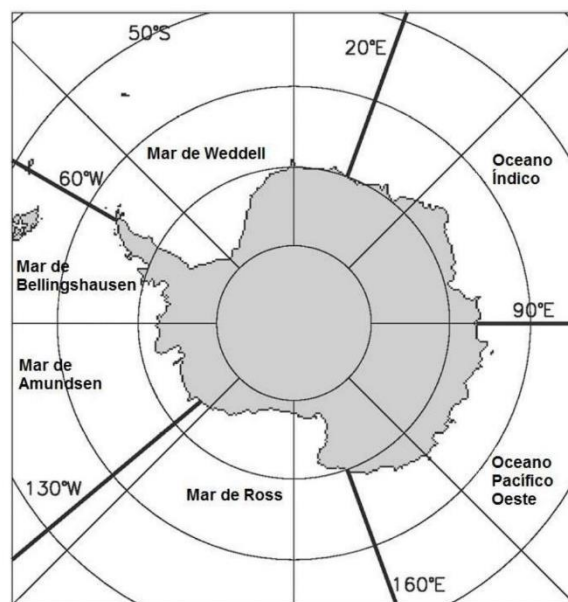 50°S
20°E
Mar de Weddell
Oceano
Índico
60°W
Mar de
Bellingshausen
90°E
Mar de
Amundsen
Oceano
Pacífico
Oeste
130°W
Mar de Ross
160°E